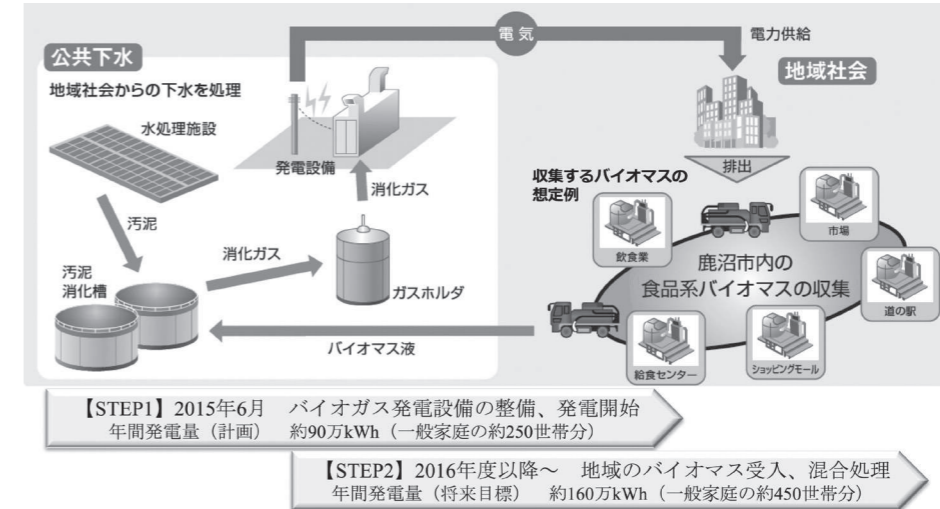 電気
電力供給
公共下水
地域社会
地域社会からの下水を処理
水処理施設
発電設備
排出
消化ガス
収集するバイオマスの
想定例
市場
汚泥
飲食業
消化ガス
鹿沼市内の
食品系バイオマスの収集
汚泥
消化槽
ガスホルダ
道の駅
バイオマス液
給食センター
ショッピングモール
【STEP1】2015年6月 バイオガス発電設備の整備、発電開始
年間発電量（計画） 約90万kWh（一般家庭の約250世帯分）
【STEP2】2016年度以降～ 地域のバイオマス受入、混合処理
年間発電量（将来目標） 約160万kWh（一般家庭の約450世帯分）